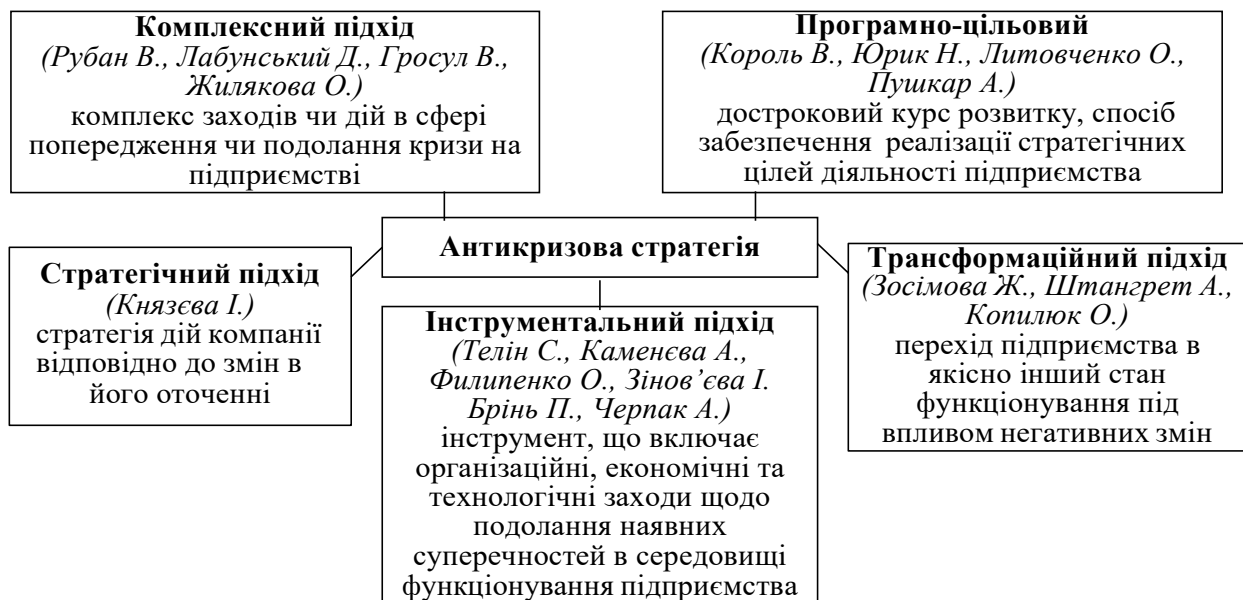 Комплексний підхід
(Рубан В., Лабунський Д., Гросул В.,
Жилякова О.)
комплекс заходів чи дій в сфері
попередження чи подолання кризи на
підприємстві
Програмно-цільовий
(Король В., Юрик Н., Литовченко О.,
Пушкар А.)
достроковий курс розвитку, спосіб
забезпечення реалізації стратегічних
цілей діяльності підприємства
Антикризова стратегія
Стратегічний підхід
(Князєва І.)
стратегія дій компанії
відповідно до змін в
його оточенні
Інструментальний підхід
(Телін С., Каменєва А.,
Филипенко О., Зінов’єва І.
Брінь П., Черпак А.)
інструмент, що включає
організаційні, економічні та
технологічні заходи щодо
подолання наявних
суперечностей в середовищі
функціонування підприємства
Трансформаційний підхід
(Зосімова Ж., Штангрет А.,
Копилюк О.)
перехід підприємства в
якісно інший стан
функціонування під
впливом негативних змін